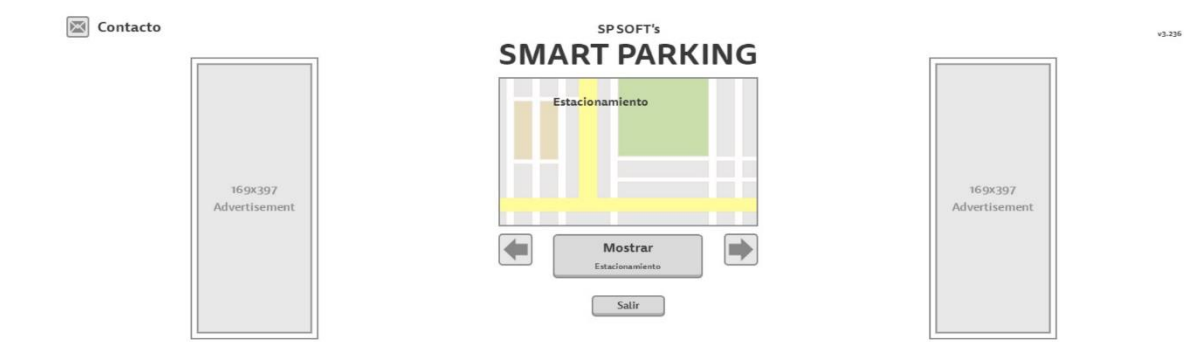 Contacto
SPSOFT's
v3.236
SMART PARKING
Estacionamiento
169x397
Advertisement
169x397
Advertisement
Mostrar
Estacionamiento
Salir